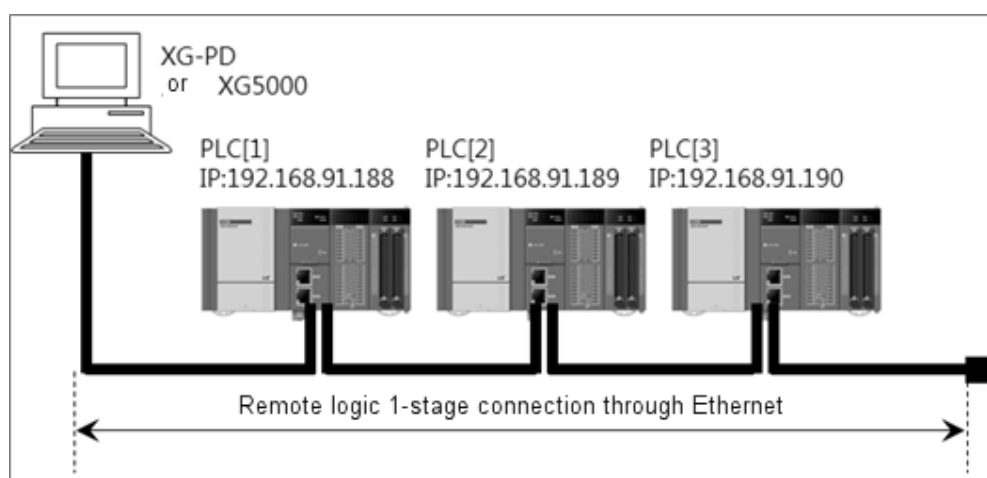 XG-PD
or XG5000
PLC[1]
IP:192.168.91.188
PLC[2]
IP:192.168.91.189
PLC[3]
IP:192.168.91.190
Remote logic 1-stage connection through Ethernet